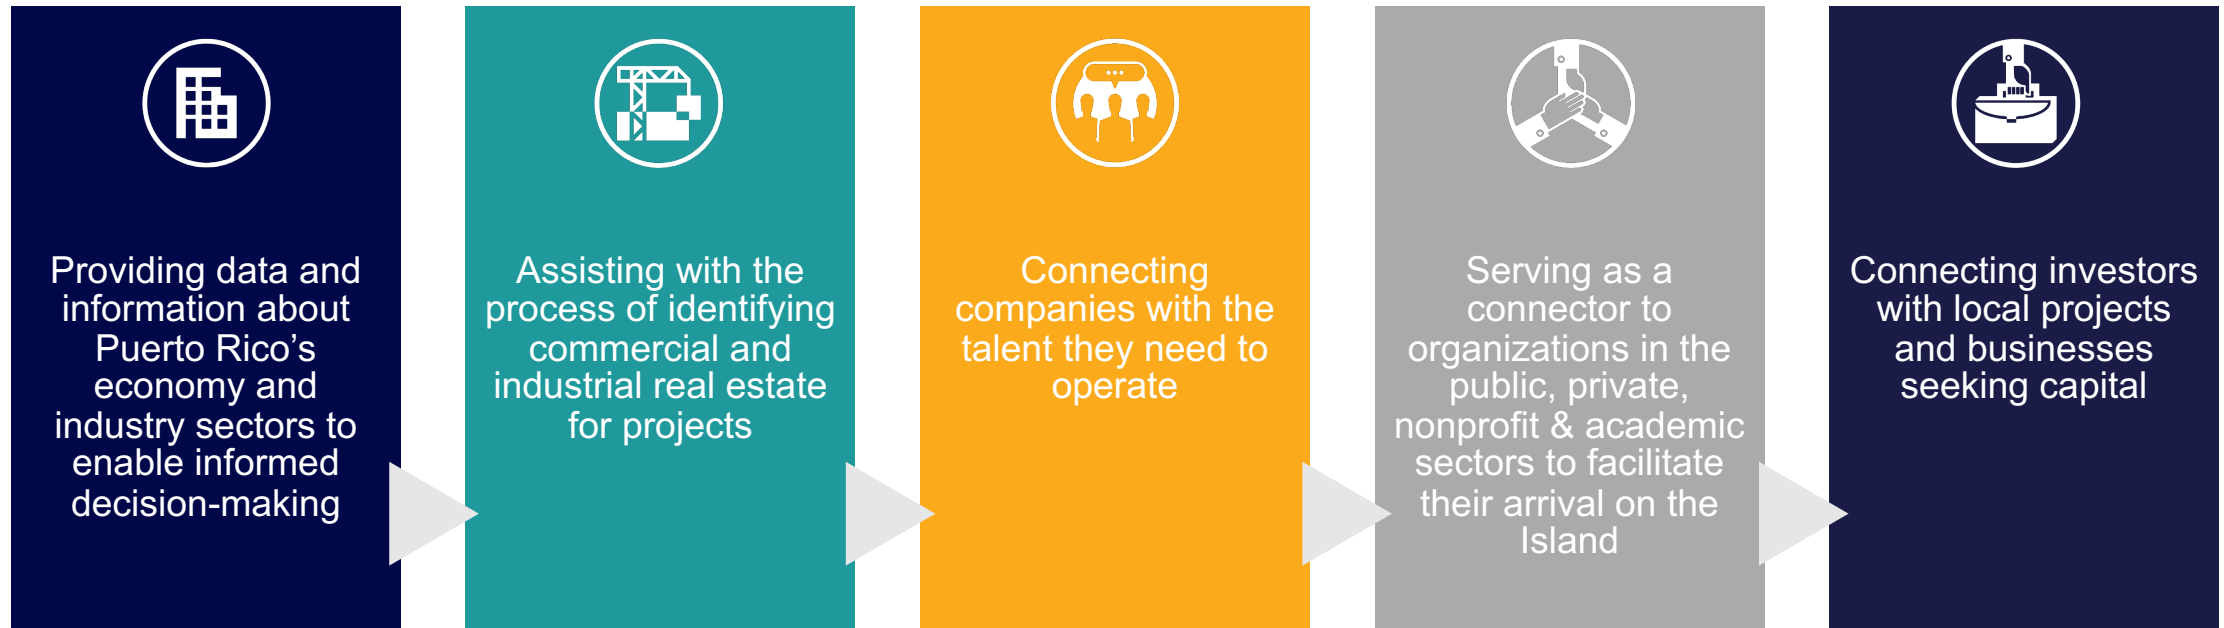 Providing data and
information about
Puerto Rico’s
economy and
industry sectors to
enable informed
decision-making
Assisting with the
process of identifying
commercial and
industrial real estate
for projects
Connecting
companies with the
talent they need to
operate
Serving as a
connector to
organizations in the
public, private,
nonprofit & academic
sectors to facilitate
their arrival on the
Island
Connecting investors
with local projects
and businesses
seeking capital